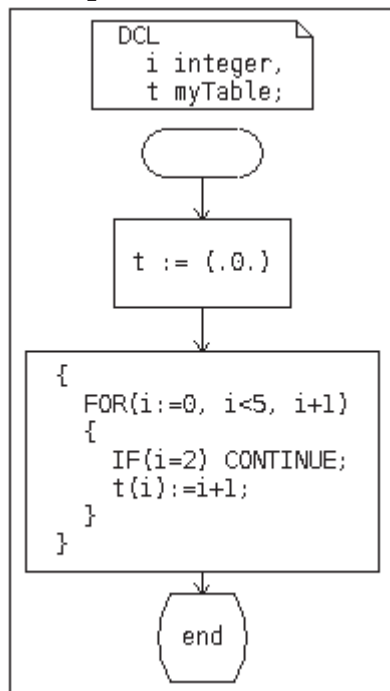 DCL
i integer,
t myTable;
t := (.0.)
{
FOR(i:=0, i<5, i+1)
{
IF(i=2) CONTINUE;
t(i):=i+1;
}
}
end